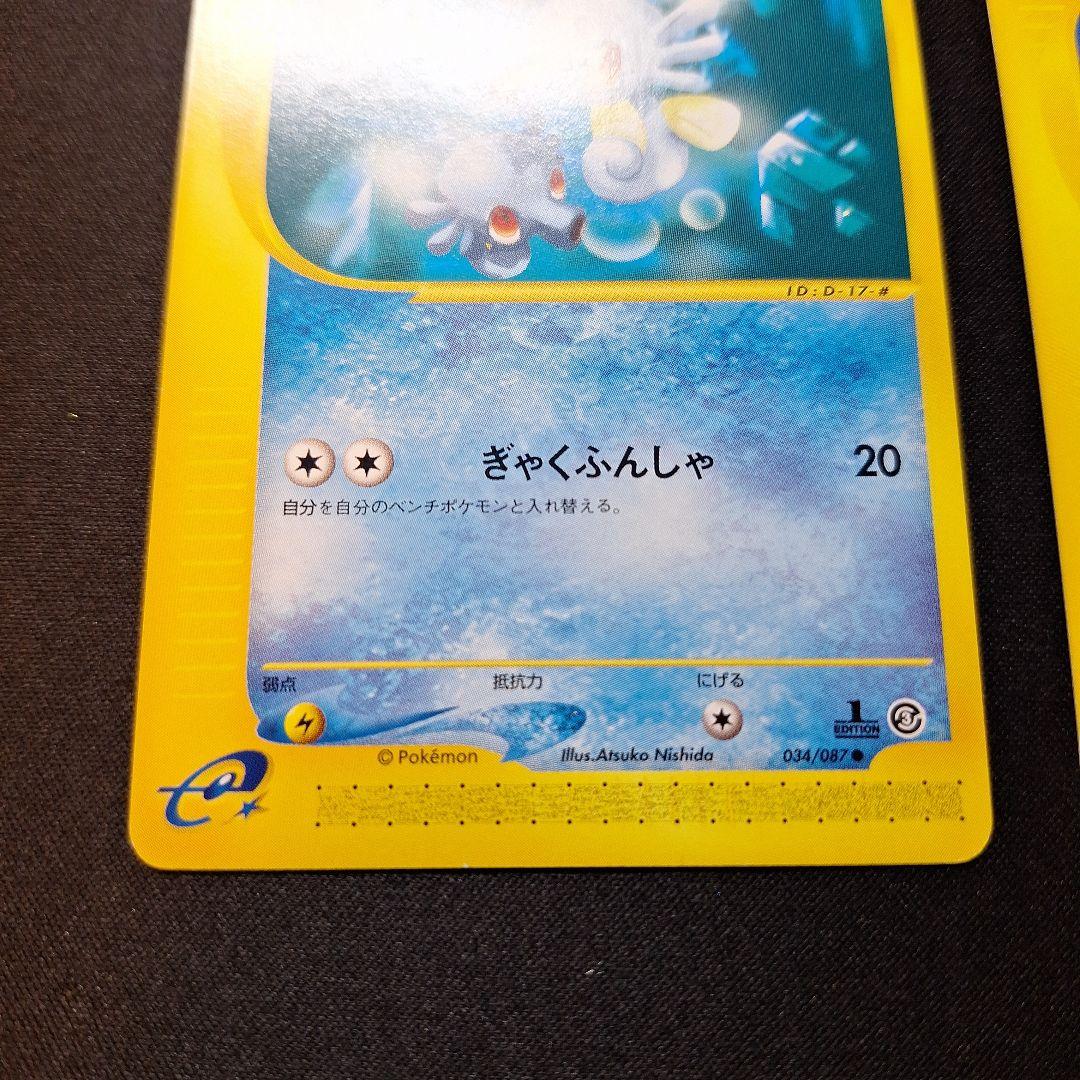 ID:D-17-#
ぎゃくふんしゃ 20
自分を自分のベンチポケモンと入れ替える。
弱点 抵抗力 にげる
1
EDITION
3
© Pokémon Illus.Atsuko Nishida 034/087 ●
e